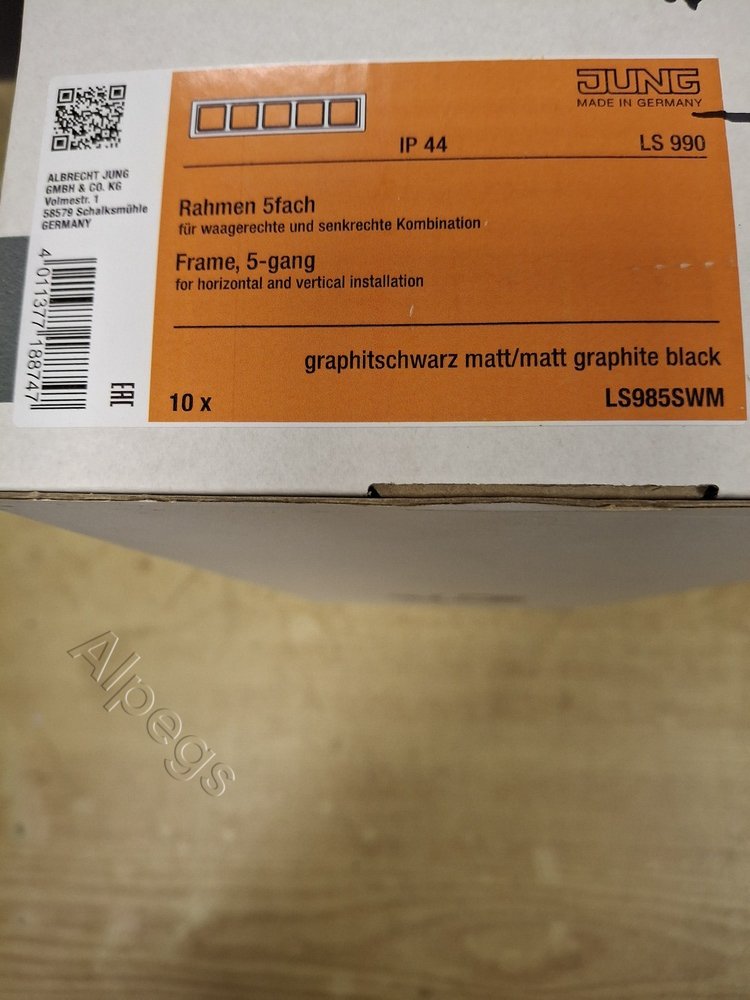 JUNG
MADE IN GERMANY
IP 44
LS 990
ALBRECHT JUNG
GMBH & CO. KG
Volmestr. 1
58579 Schalksmühle
GERMANY
Rahmen 5fach
für waagerechte und senkrechte Kombination
Frame, 5-gang
for horizontal and vertical installation
4 011377 188747
EAC
graphitschwarz matt/matt graphite black
10 x
LS985SWM
Alpegs